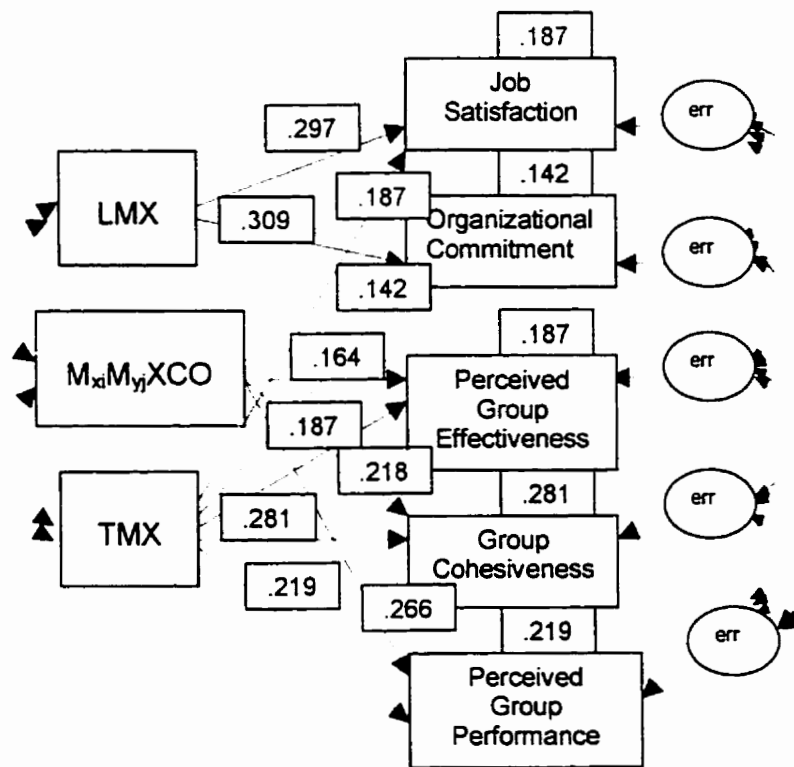 .187
Job
Satisfaction
err
.297
.142
LMX
.187
.309
Organizational
Commitment
err
.142
.187
MxiMyjXCO
.164
Perceived
Group
Effectiveness
err
.187
.218
.281
TMX
.281
Group
Cohesiveness
err
.219
.266
.219
err
Perceived
Group
Performance